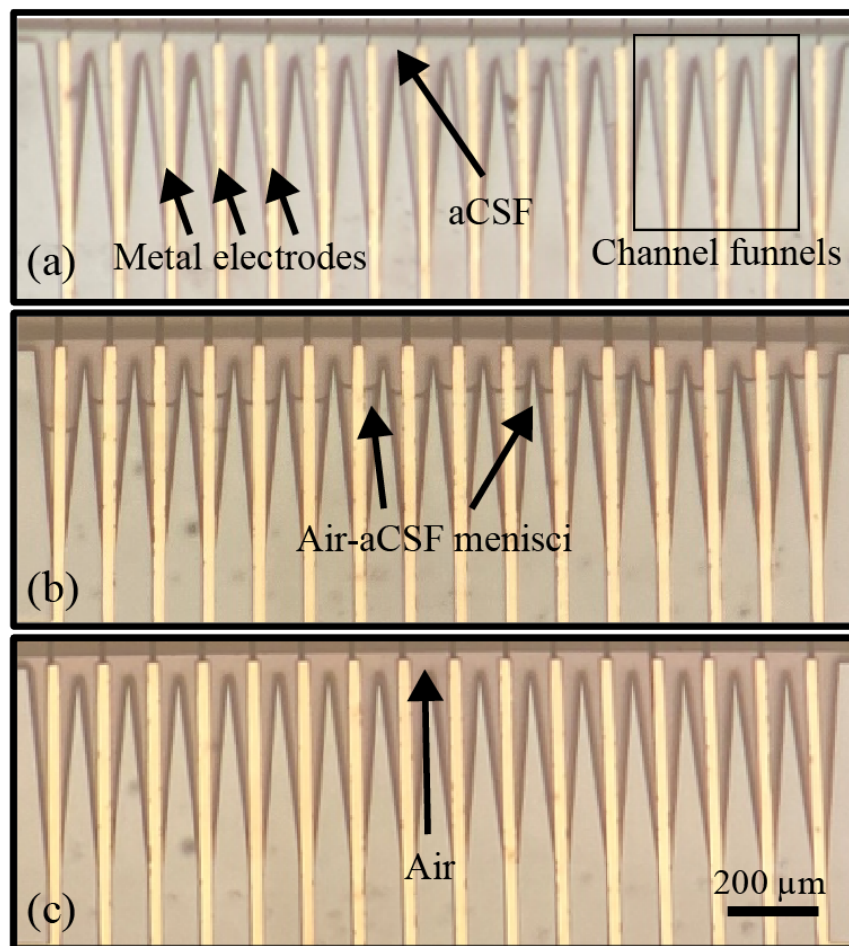 aCSF
Metal electrodes
Channel funnels
(a)
Air-aCSF menisci
(b)
Air
200 µm
(c)